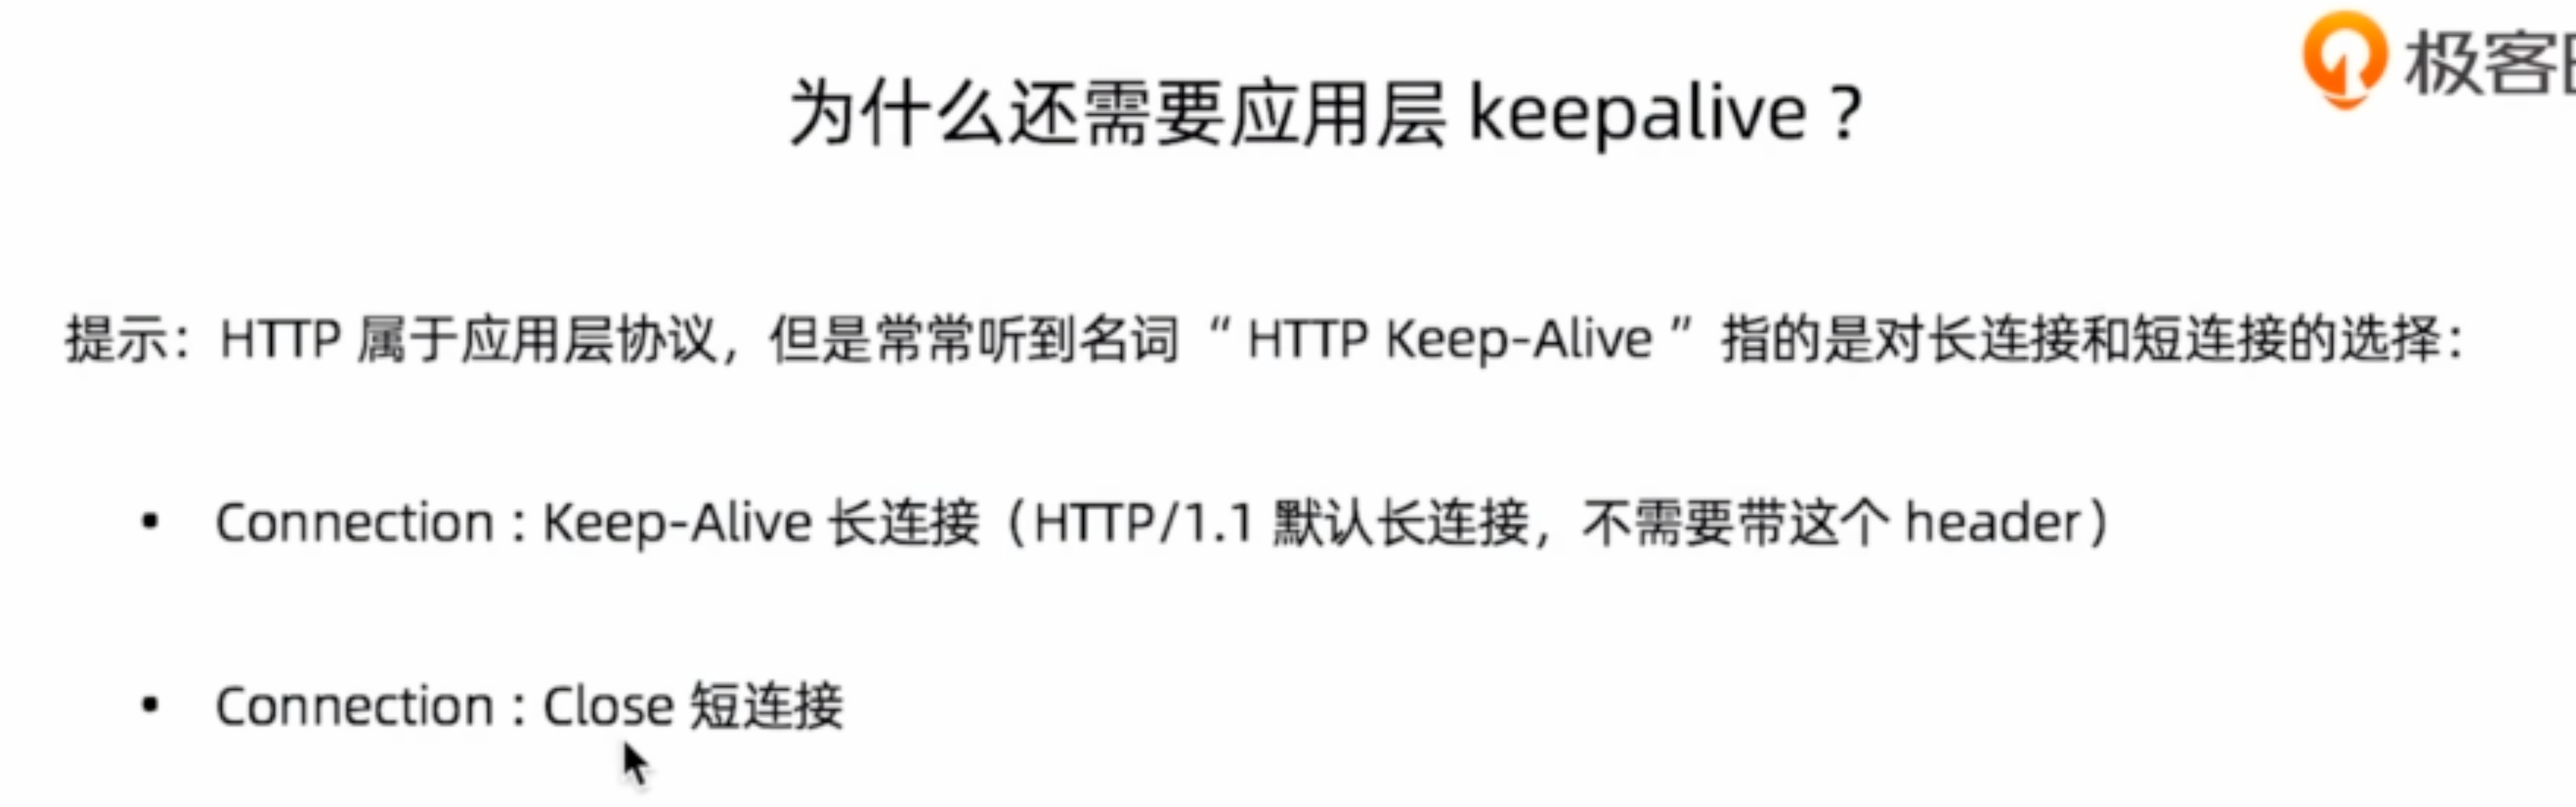 极客
为什么还需要应用层 keepalive ?
提示：HTTP 属于应用层协议，但是常常听到名词 “ HTTP Keep-Alive ” 指的是对长连接和短连接的选择：
• Connection : Keep-Alive 长连接（HTTP/1.1 默认长连接，不需要带这个 header）
• Connection : Close 短连接